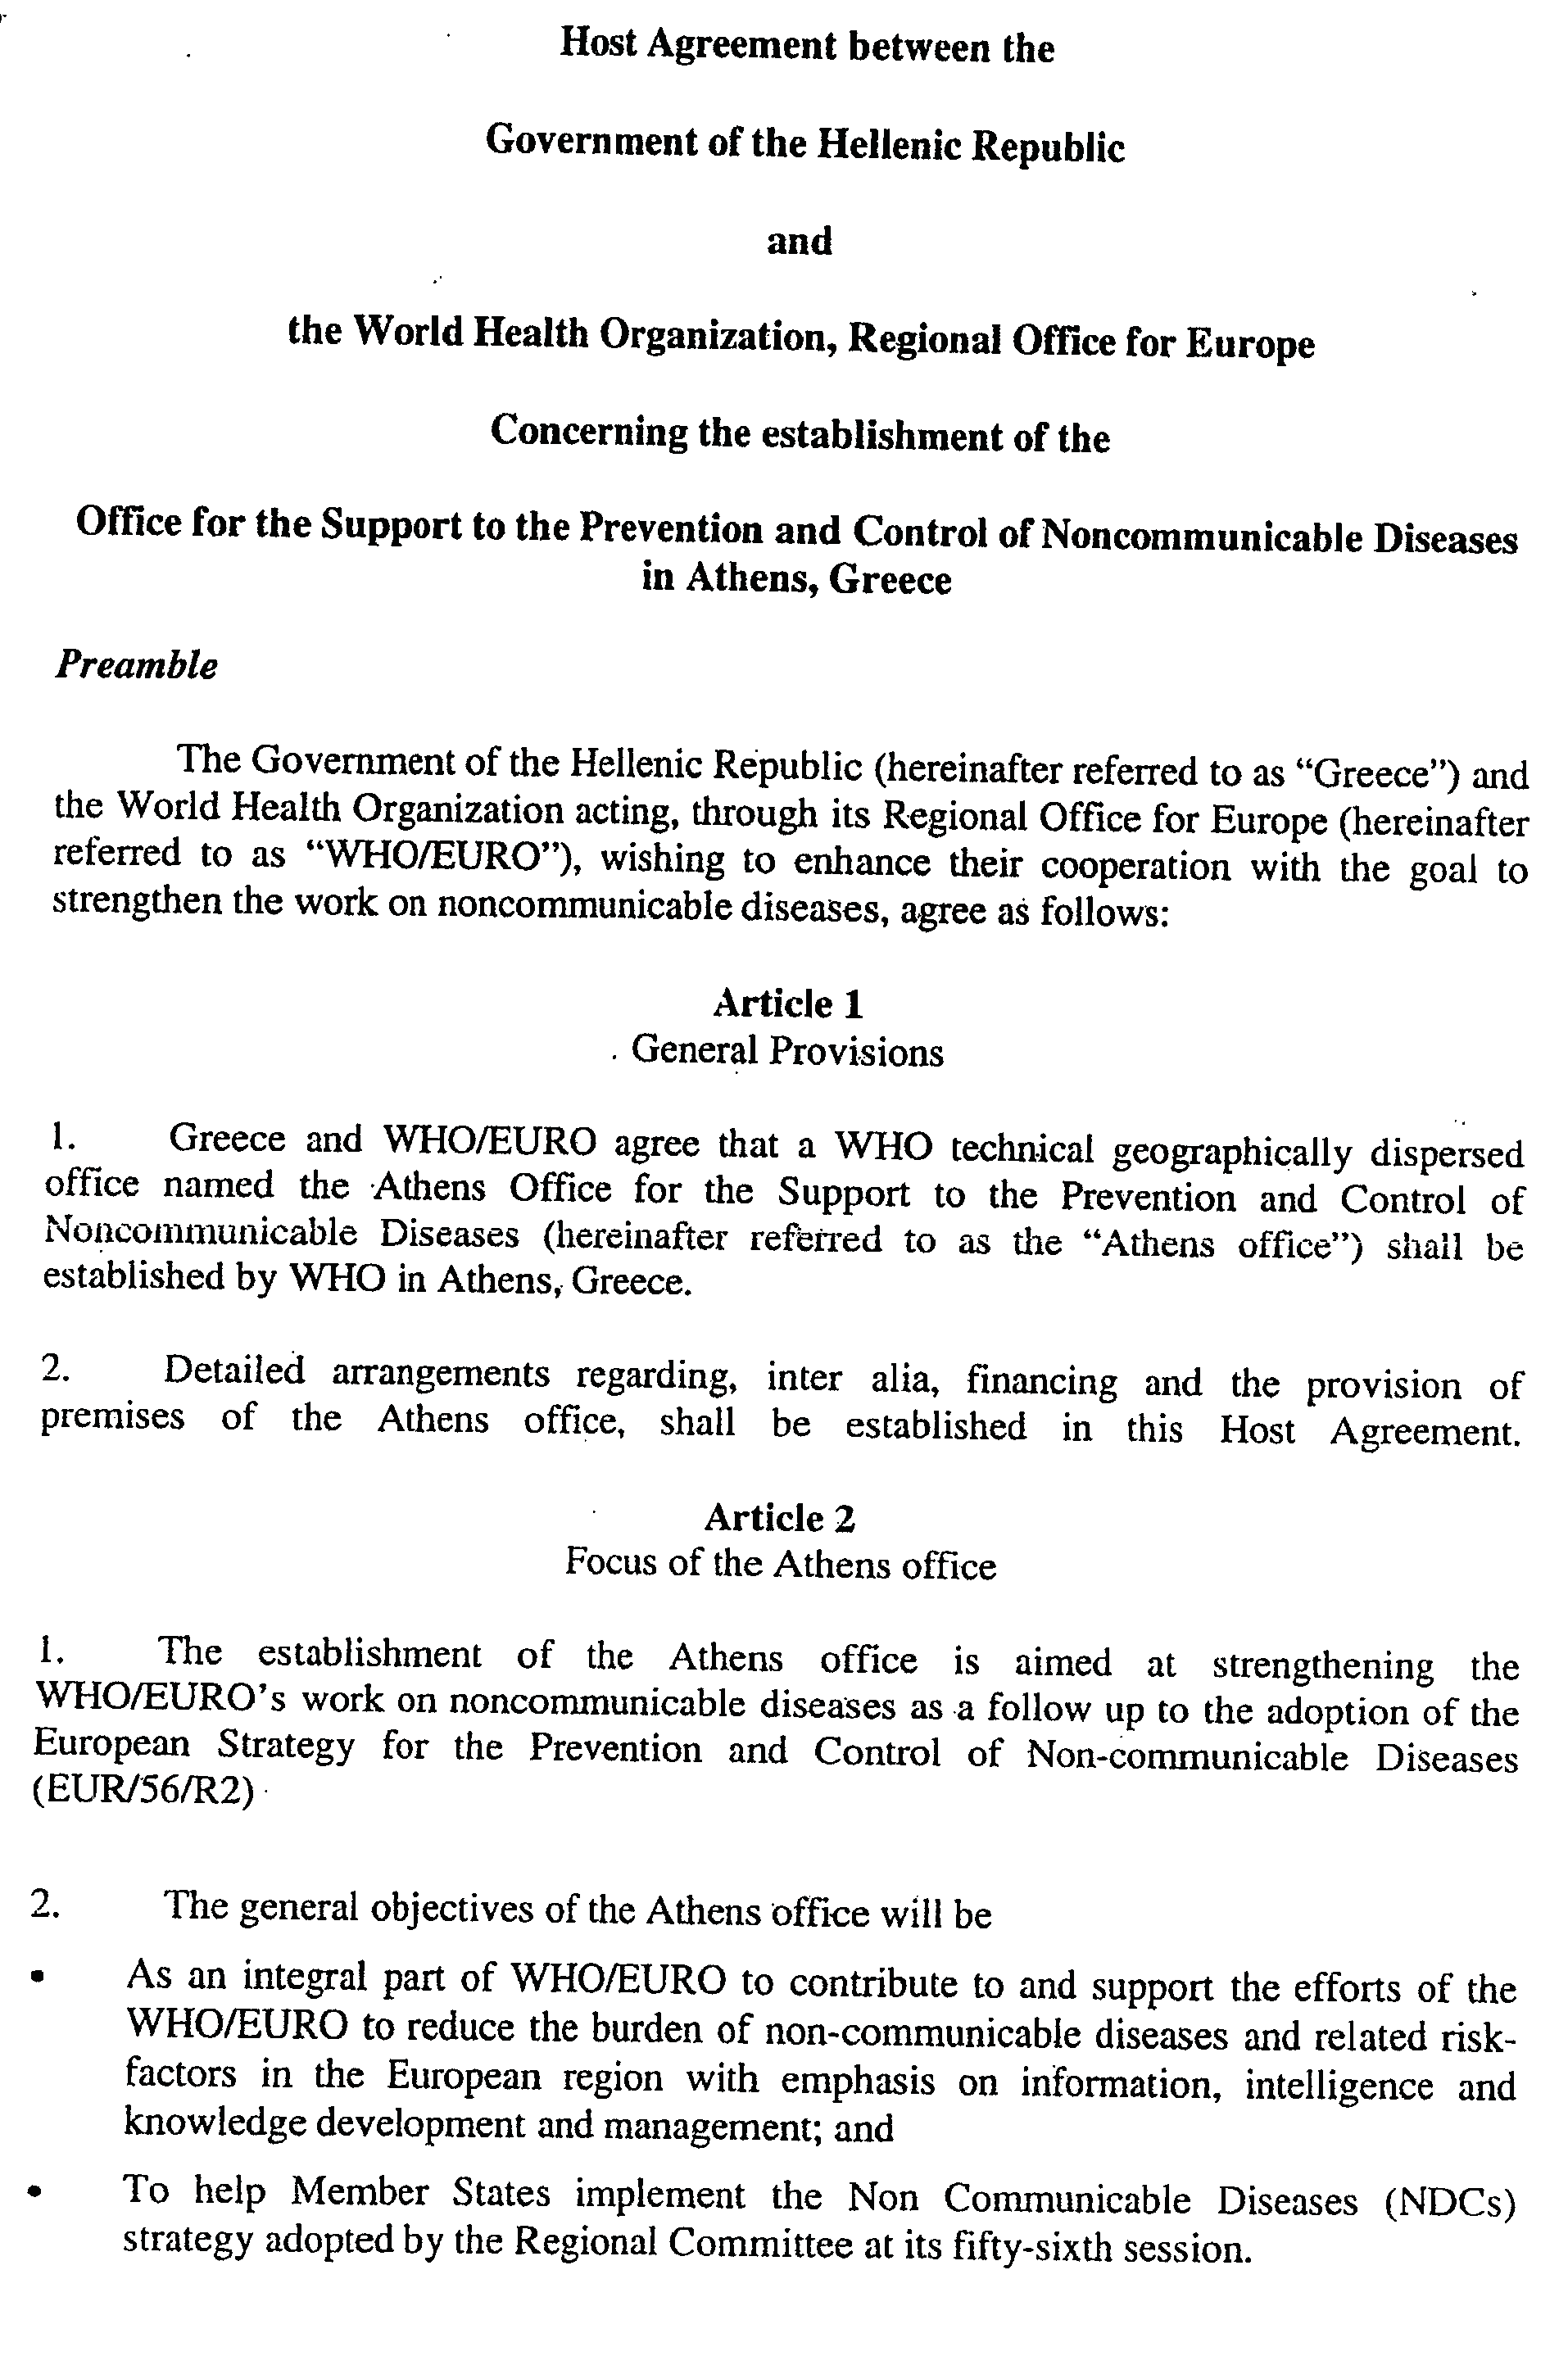 Host Agreement between the
Government of the Hellenic Republic
and
the World Health Organization, Regional Office for Europe
Concerning the establishment of the
Office for the Support to the Prevention and Control of Noncommunicable Diseases
in Athens, Greece
Preamble
The Government of the Hellenic Republic (hereinafter referred to as “Greece”) and
the World Health Organization acting, through its Regional Office for Europe (hereinafter
referred to as “WHO/EURO”), wishing to enhance their cooperation with the goal to
strengthen the work on noncommunicable diseases, agree as follows:
Article 1
General Provisions
1. Greece and WHO/EURO agree that a WHO technical geographically dispersed
office named the Athens Office for the Support to the Prevention and Control of
Noncommunicable Diseases (hereinafter referred to as the “Athens office”) shall be
established by WHO in Athens, Greece.
2. Detailed arrangements regarding, inter alia, financing and the provision of
premises of the Athens office, shall be established in this Host Agreement.
Article 2
Focus of the Athens office
1. The establishment of the Athens office is aimed at strengthening the
WHO/EURO’s work on noncommunicable diseases as a follow up to the adoption of the
European Strategy for the Prevention and Control of Non-communicable Diseases
(EUR/56/R2)
2. The general objectives of the Athens office will be
• As an integral part of WHO/EURO to contribute to and support the efforts of the
WHO/EURO to reduce the burden of non-communicable diseases and related risk-
factors in the European region with emphasis on information, intelligence and
knowledge development and management; and
• To help Member States implement the Non Communicable Diseases (NDCs)
strategy adopted by the Regional Committee at its fifty-sixth session.